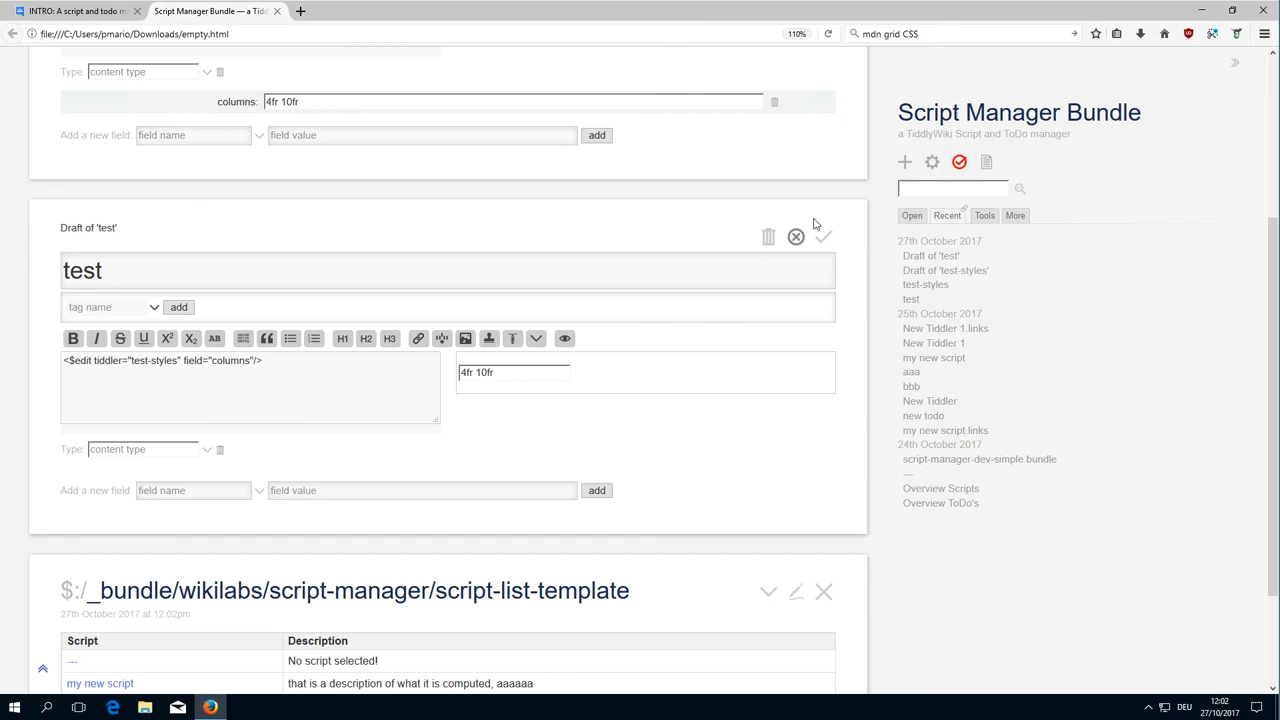 INTRO: A script and todo m
Script Manager Bundle — a Ti
file:///C:/Users/pmario/Downloads/empty.html
110%
mdn grid CSS
Type: content type
columns: 4fr 10fr
Add a new field: field name field value add
Draft of 'test'
test
tag name add
B I S U X2 X2 AB H1 H2 H3
<$edit tiddler="test-styles" field="columns"/>
4fr 10fr
Type: content type
Add a new field: field name field value add
$:/_bundle/wikilabs/script-manager/script-list-template
27th October 2017 at 12:02pm
Script Description
--- No script selected!
my new script that is a description of what it is computed, aaaaaa
Script Manager Bundle
a TiddlyWiki Script and ToDo manager
Open Recent Tools More
27th October 2017
Draft of 'test'
Draft of 'test-styles'
test-styles
test
25th October 2017
New Tiddler 1.links
New Tiddler 1
my new script
aaa
bbb
New Tiddler
new todo
my new script.links
24th October 2017
script-manager-dev-simple.bundle
---
Overview Scripts
Overview ToDo's
DEU
12:02
27/10/2017